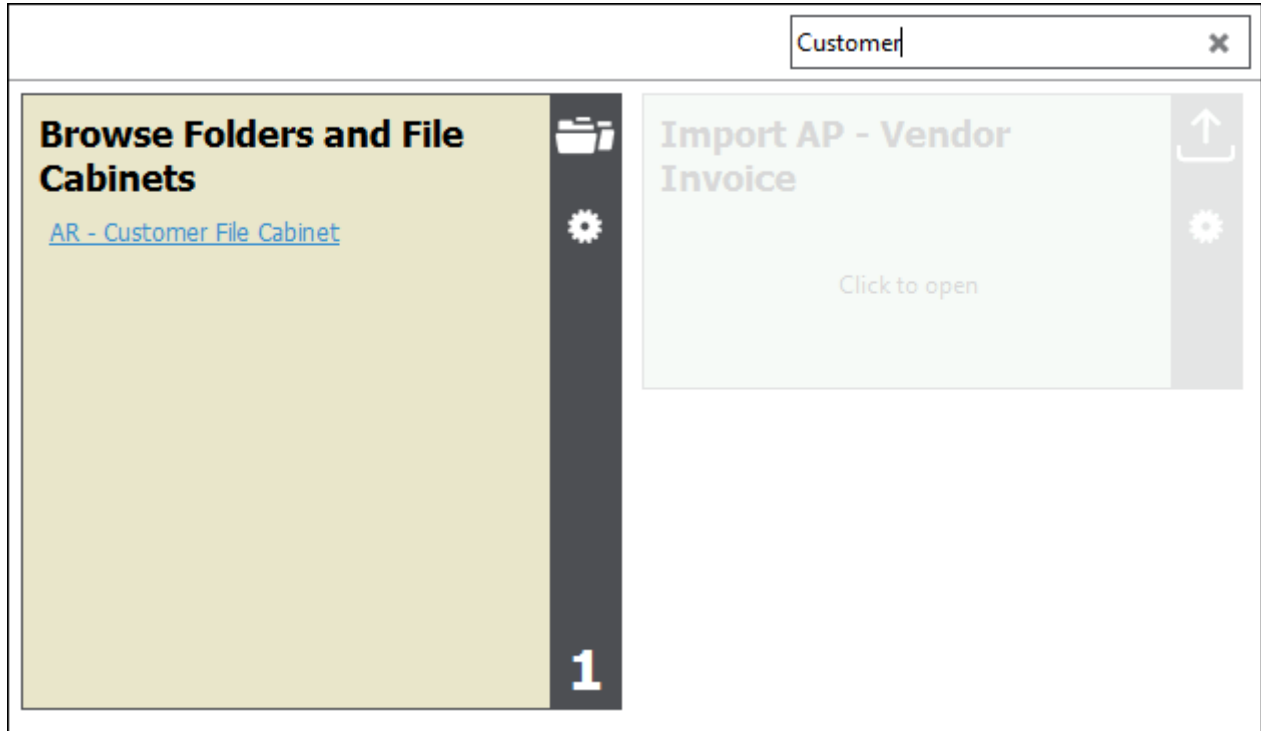 Customer
Browse Folders and File
Cabinets
AR - Customer File Cabinet
1
Import AP - Vendor
Invoice
Click to open